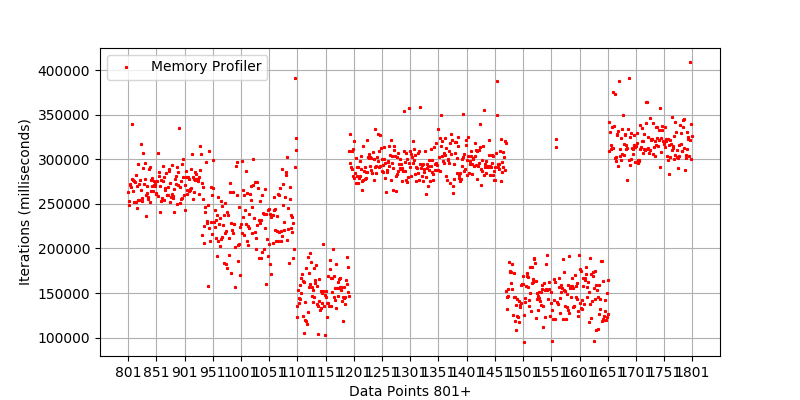 Memory Profiler
400000
350000
300000
250000
200000
150000
100000
Iterations (milliseconds)
801 851 901 951 1001 1051 1101 1151 1201 1251 1301 1351 1401 1451 1501 1551 1601 1651 1701 1751 1801
Data Points 801+